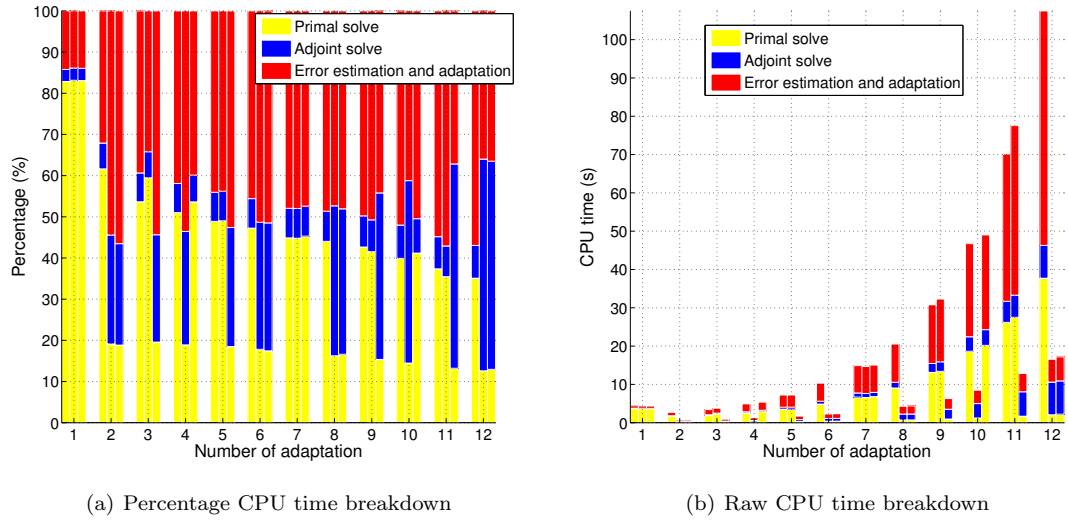 100
90
80
70
60
50
40
30
20
10
0
Percentage (%)
Primal solve
Adjoint solve
Error estimation and adaptation
1 2 3 4 5 6 7 8 9 10 11 12
Number of adaptation
(a) Percentage CPU time breakdown
100
90
80
70
60
50
40
30
20
10
0
CPU time (s)
Primal solve
Adjoint solve
Error estimation and adaptation
1 2 3 4 5 6 7 8 9 10 11 12
Number of adaptation
(b) Raw CPU time breakdown